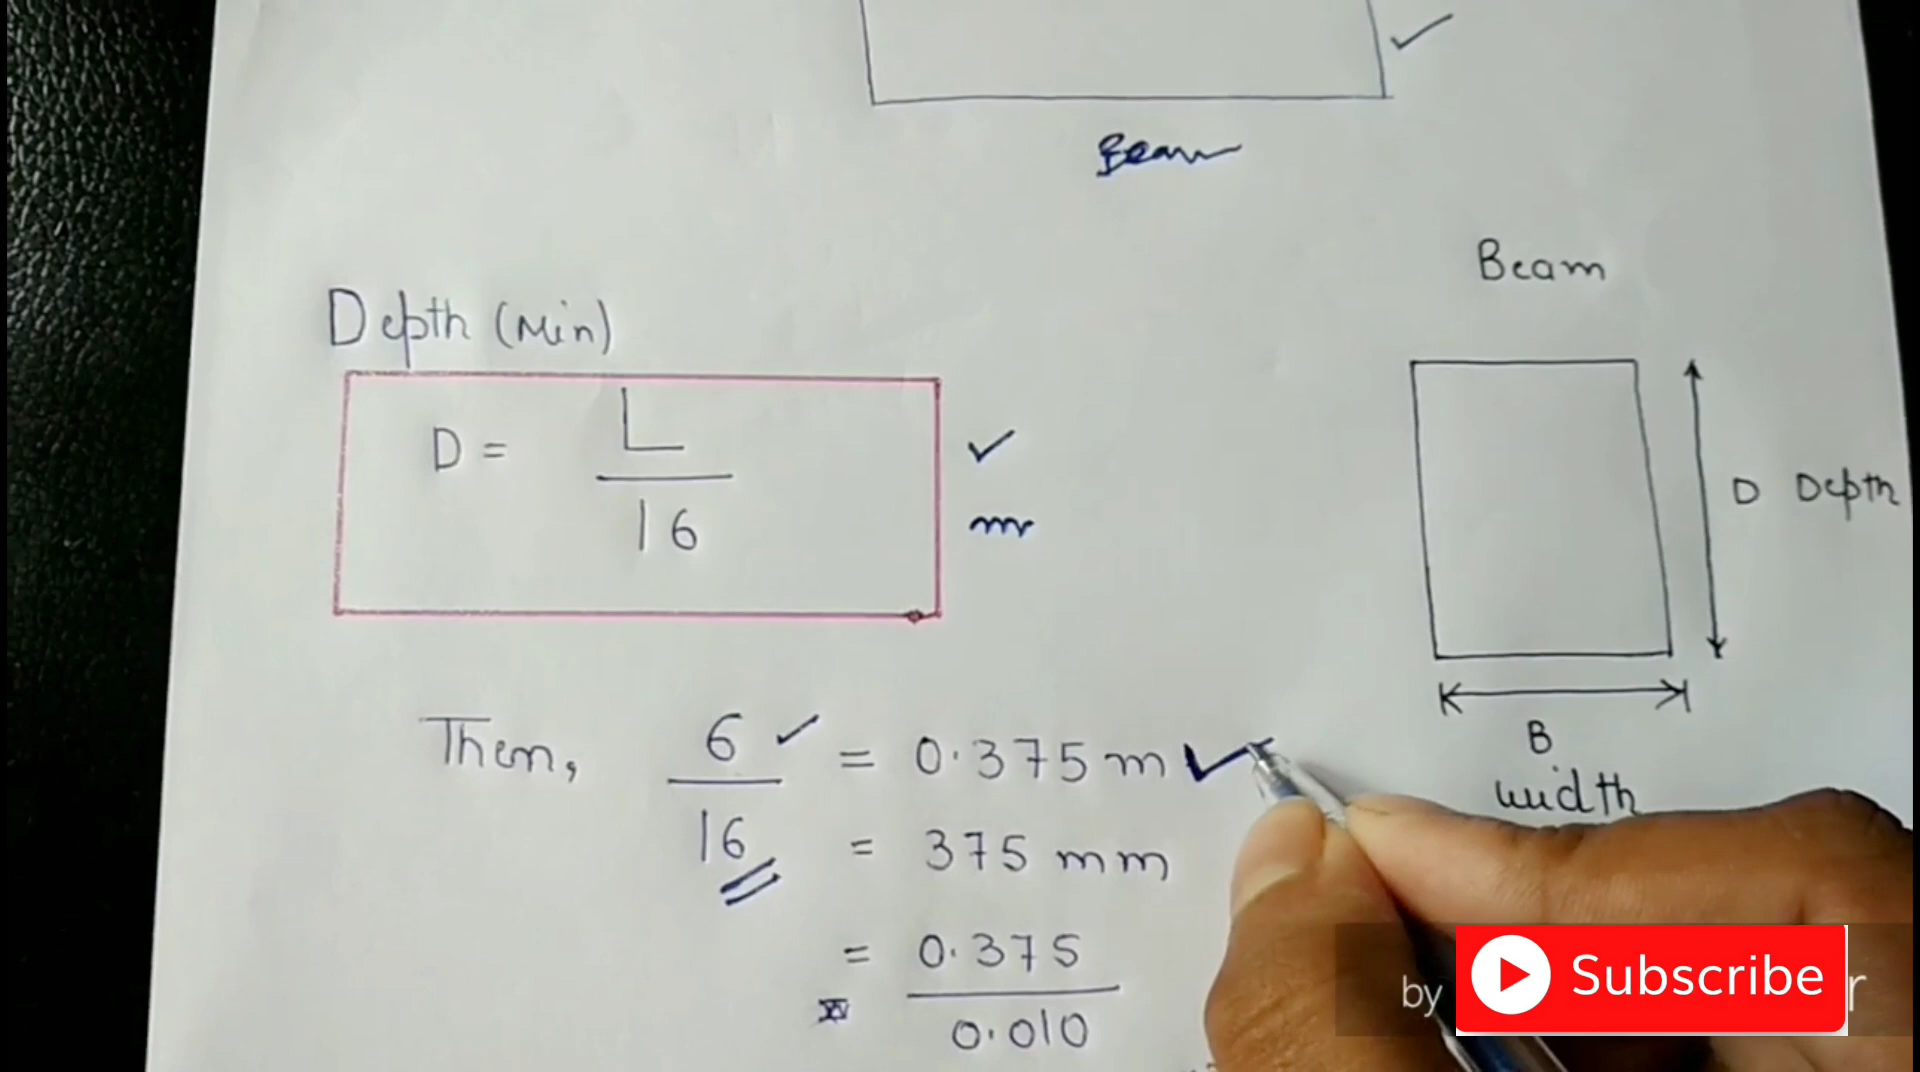 Beam
Beam
Depth (Min)
D = L
16
D Depth
Then, 6 = 0.375 m
16 = 375 mm
B
width
= 0.375
0.010
by
Subscribe
r